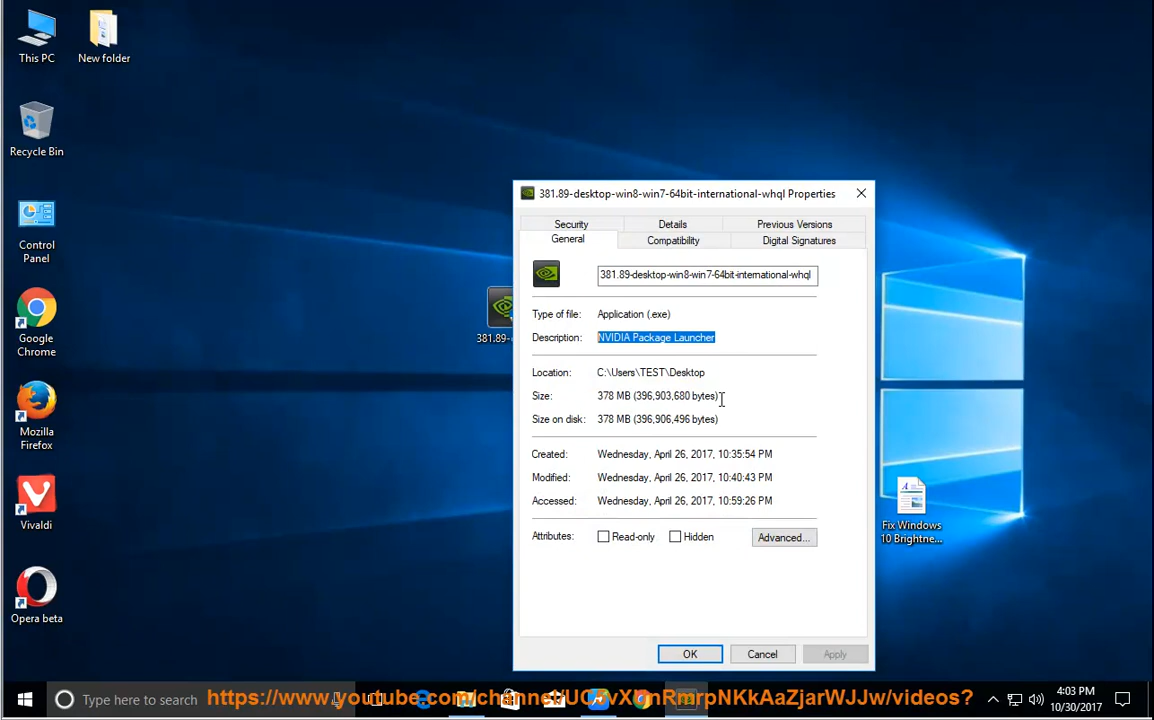 This PC
New folder
Recycle Bin
Control
Panel
Google
Chrome
Mozilla
Firefox
Vivaldi
Opera beta
381.89-
381.89-desktop-win8-win7-64bit-international-whql Properties
Security
Details
Previous Versions
General
Compatibility
Digital Signatures
381.89-desktop-win8-win7-64bit-international-whql
Type of file: Application (.exe)
Description: NVIDIA Package Launcher
Location: C:\Users\TEST\Desktop
Size: 378 MB (396,903,680 bytes)
Size on disk: 378 MB (396,906,496 bytes)
Created: Wednesday, April 26, 2017, 10:35:54 PM
Modified: Wednesday, April 26, 2017, 10:40:43 PM
Accessed: Wednesday, April 26, 2017, 10:59:26 PM
Attributes: Read-only Hidden Advanced...
OK Cancel Apply
Fix Windows
10 Brightne...
Type here to search
4:03 PM
10/30/2017